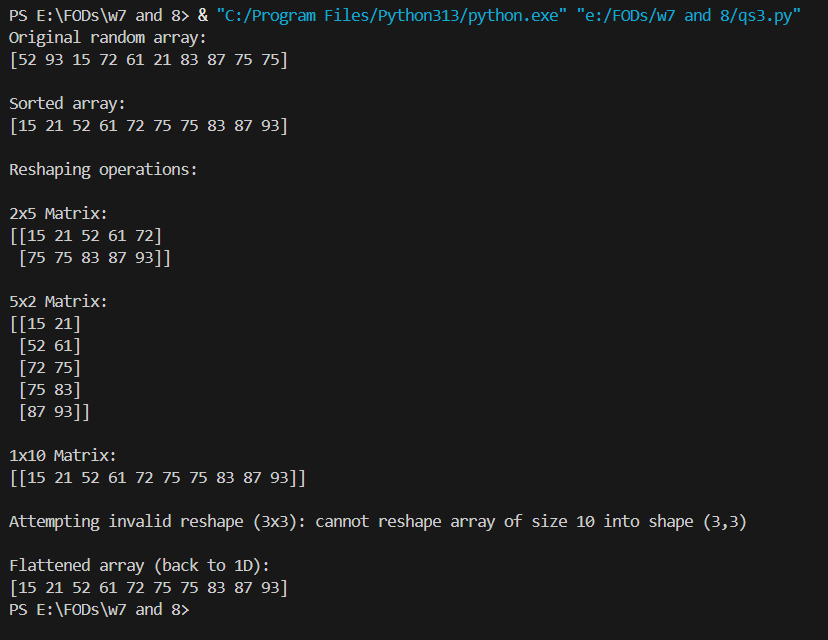 PS E:\FODs\w7 and 8> & "C:/Program Files/Python313/python.exe" "e:/FODs/w7 and 8/qs3.py"
Original random array:
[52 93 15 72 61 21 83 87 75 75]
Sorted array:
[15 21 52 61 72 75 75 83 87 93]
Reshaping operations:
2x5 Matrix:
[[15 21 52 61 72]
 [75 75 83 87 93]]
5x2 Matrix:
[[15 21]
 [52 61]
 [72 75]
 [75 83]
 [87 93]]
1x10 Matrix:
[[15 21 52 61 72 75 75 83 87 93]]
Attempting invalid reshape (3x3): cannot reshape array of size 10 into shape (3,3)
Flattened array (back to 1D):
[15 21 52 61 72 75 75 83 87 93]
PS E:\FODs\w7 and 8>